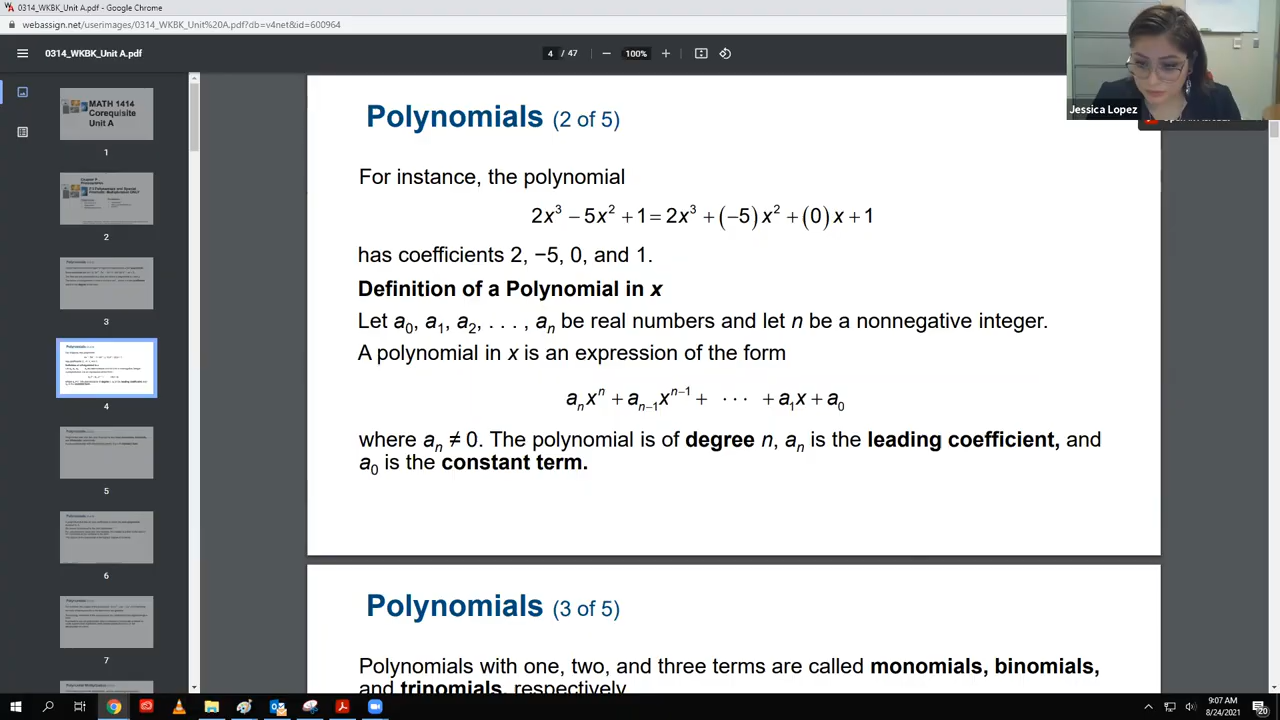 0314_WKBK_Unit A.pdf - Google Chrome
webassign.net/userimages/0314_WKBK_Unit%20A.pdf?db=v4net&id=600964
0314_WKBK_Unit A.pdf
4 / 47
100%
Jessica Lopez
MATH 1414
Corequisite
Unit A
1
2
3
4
5
6
7
Polynomials (2 of 5)
For instance, the polynomial
2x³ − 5x² + 1 = 2x³ + (−5) x² + (0) x + 1
has coefficients 2, −5, 0, and 1.
Definition of a Polynomial in x
Let a₀, a₁, a₂, . . . , aₙ be real numbers and let n be a nonnegative integer.
A polynomial in x is an expression of the form
aₙxⁿ + aₙ₋₁xⁿ⁻¹ + ··· + a₁x + a₀
where aₙ ≠ 0. The polynomial is of degree n, aₙ is the leading coefficient, and
a₀ is the constant term.
Polynomials (3 of 5)
Polynomials with one, two, and three terms are called monomials, binomials,
and trinomials, respectively.
9:07 AM
8/24/2021
20